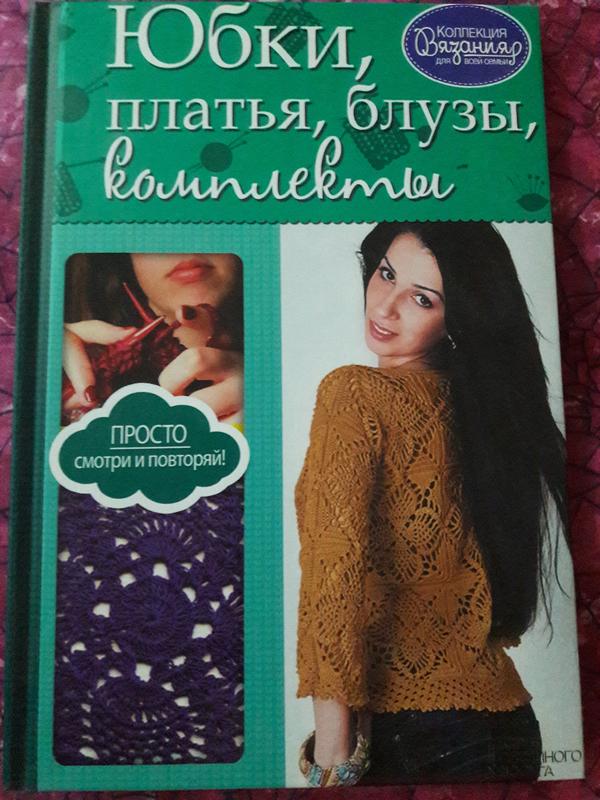 Юбки,
платья, блузы,
комплекты
КОЛЛЕКЦИЯ
Вязания
ДЛЯ ВСЕЙ СЕМЬИ
ПРОСТО
смотри и повторяй!